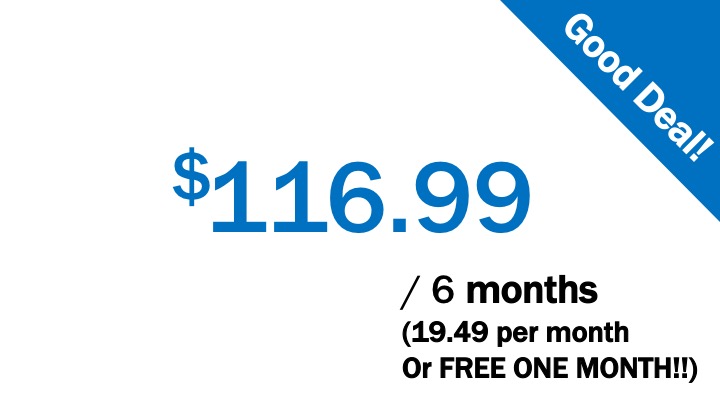 Good Deal!
$116.99
/ 6 months
(19.49 per month
Or FREE ONE MONTH!!)